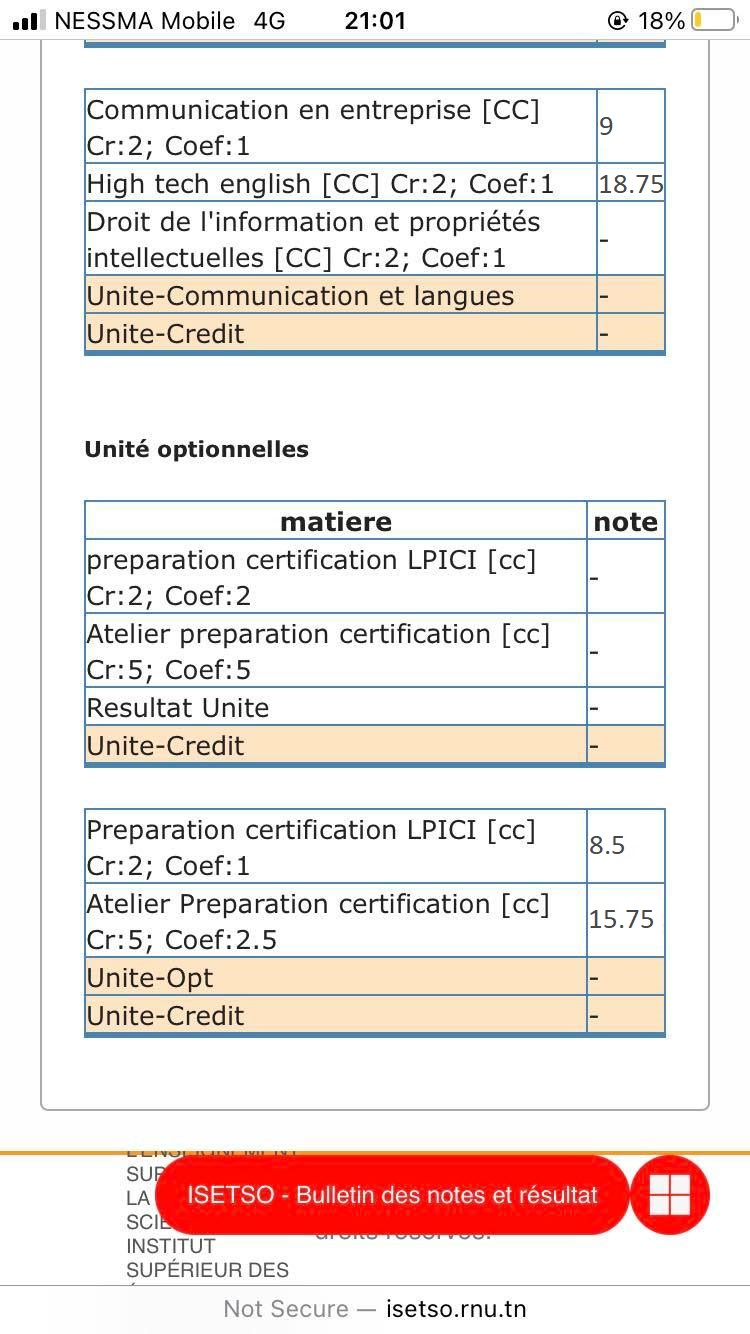 NESSMA Mobile 4G 21:01 18%
Communication en entreprise [CC]
Cr:2; Coef:1
9
High tech english [CC] Cr:2; Coef:1 18.75
Droit de l'information et propriétés
intellectuelles [CC] Cr:2; Coef:1
-
Unite-Communication et langues -
Unite-Credit -
Unité optionnelles
matiere note
preparation certification LPICI [cc]
Cr:2; Coef:2
-
Atelier preparation certification [cc]
Cr:5; Coef:5
-
Resultat Unite -
Unite-Credit -
Preparation certification LPICI [cc]
Cr:2; Coef:1
8.5
Atelier Preparation certification [cc]
Cr:5; Coef:2.5
15.75
Unite-Opt -
Unite-Credit -
L'ENSEIGNEMENT
SUP
LA
ISETSO - Bulletin des notes et résultat
SCIE
droits réservés.
INSTITUT
SUPÉRIEUR DES
Not Secure — isetso.rnu.tn